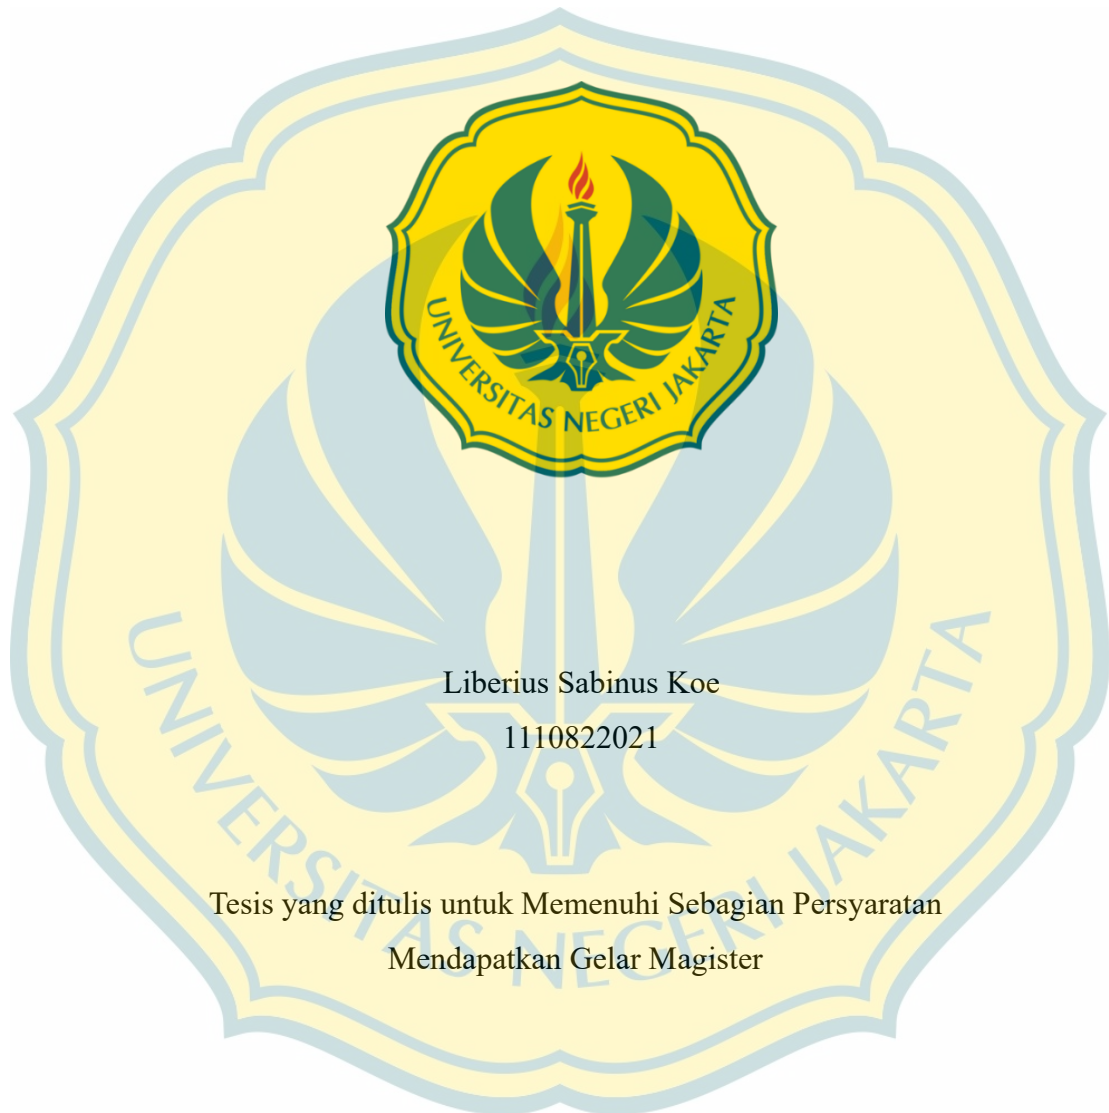 UNIVERSITAS NEGERI JAKARTA
Liberius Sabinus Koe
1110822021
Tesis yang ditulis untuk Memenuhi Sebagian Persyaratan
Mendapatkan Gelar Magister
UNIVERSITAS NEGERI JAKARTA